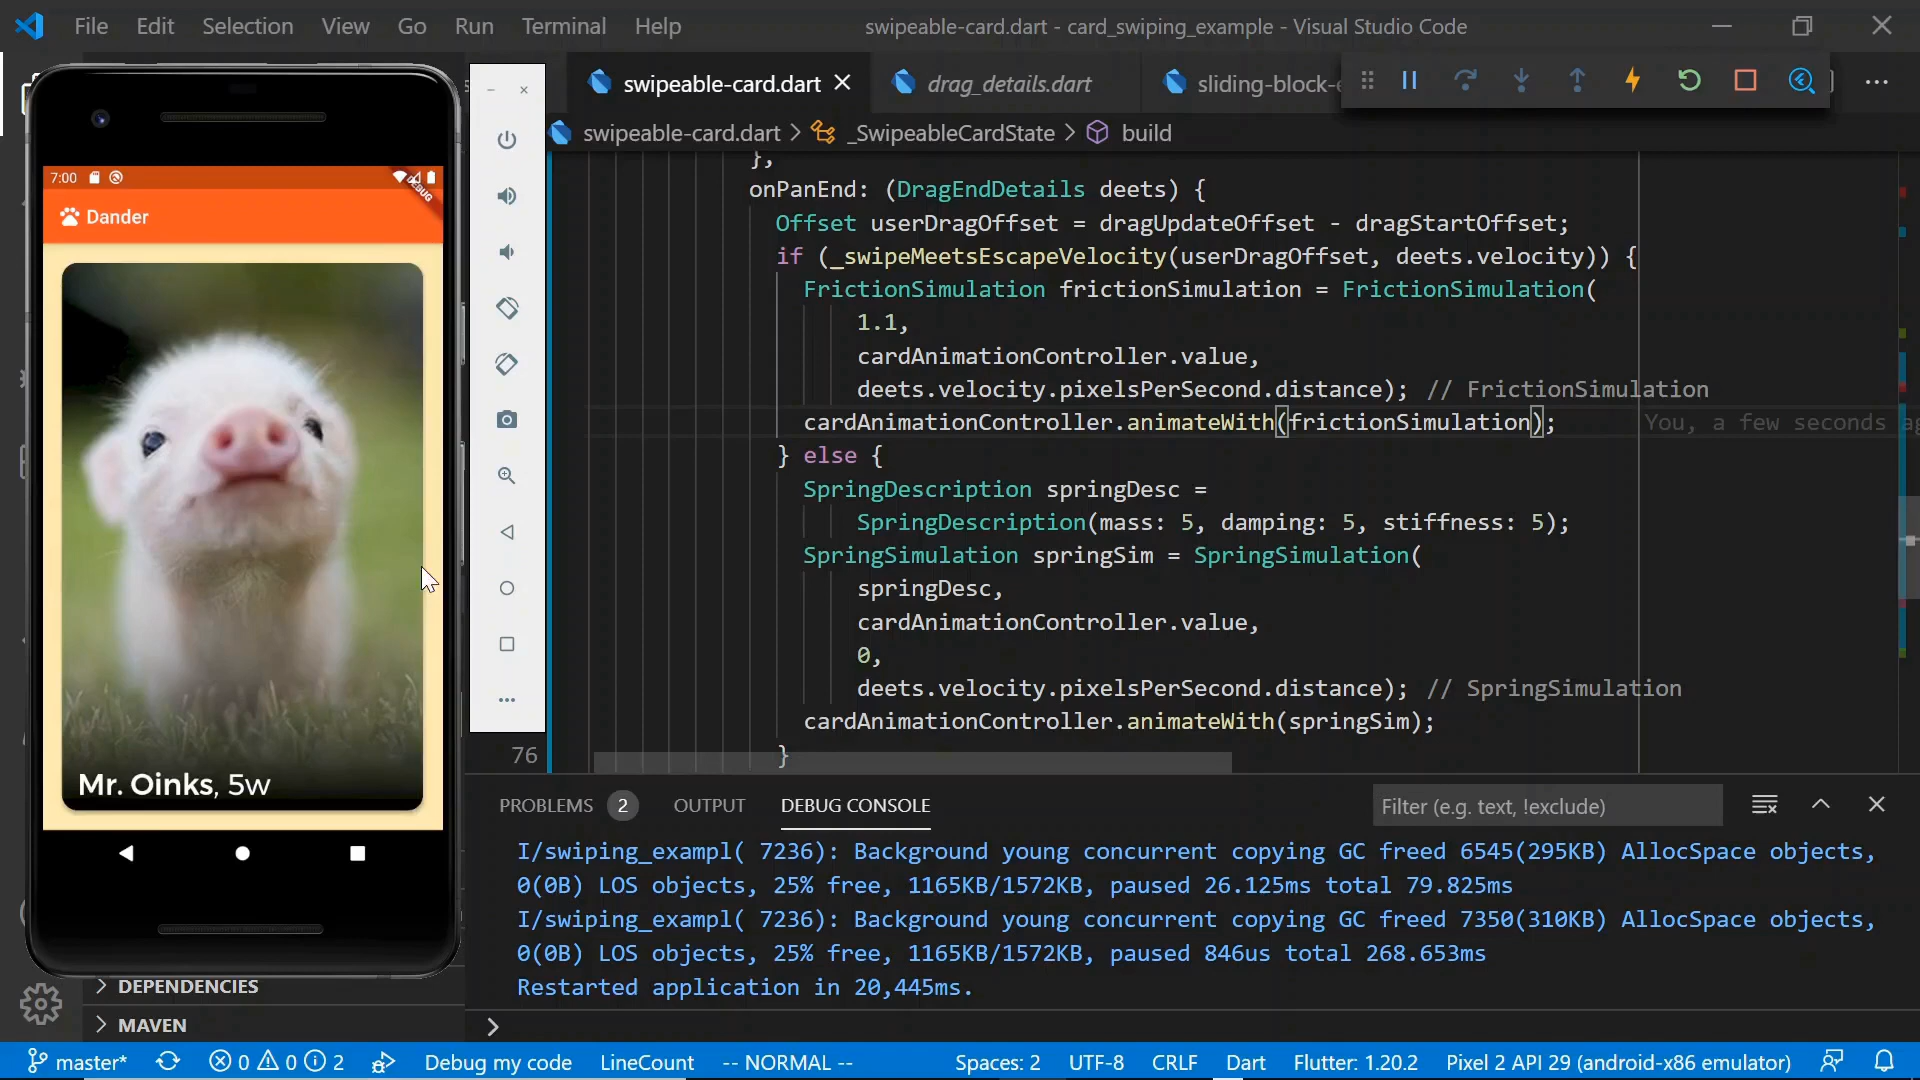 File Edit Selection View Go Run Terminal Help
swipeable-card.dart - card_swiping_example - Visual Studio Code
swipeable-card.dart
drag_details.dart
sliding-block-e
swipeable-card.dart > _SwipeableCardState > build
},
onPanEnd: (DragEndDetails deets) {
Offset userDragOffset = dragUpdateOffset - dragStartOffset;
if (_swipeMeetsEscapeVelocity(userDragOffset, deets.velocity)) {
FrictionSimulation frictionSimulation = FrictionSimulation(
1.1,
cardAnimationController.value,
deets.velocity.pixelsPerSecond.distance); // FrictionSimulation
cardAnimationController.animateWith(frictionSimulation); You, a few seconds ag
} else {
SpringDescription springDesc =
SpringDescription(mass: 5, damping: 5, stiffness: 5);
SpringSimulation springSim = SpringSimulation(
springDesc,
cardAnimationController.value,
0,
deets.velocity.pixelsPerSecond.distance); // SpringSimulation
cardAnimationController.animateWith(springSim);
76 }
7:00
DEBUG
Dander
Mr. Oinks, 5w
PROBLEMS 2 OUTPUT DEBUG CONSOLE
Filter (e.g. text, !exclude)
I/swiping_exampl( 7236): Background young concurrent copying GC freed 6545(295KB) AllocSpace objects,
0(0B) LOS objects, 25% free, 1165KB/1572KB, paused 26.125ms total 79.825ms
I/swiping_exampl( 7236): Background young concurrent copying GC freed 7350(310KB) AllocSpace objects,
0(0B) LOS objects, 25% free, 1165KB/1572KB, paused 846us total 268.653ms
Restarted application in 20,445ms.
DEPENDENCIES
MAVEN
master* 0 0 2 Debug my code LineCount -- NORMAL -- Spaces: 2 UTF-8 CRLF Dart Flutter: 1.20.2 Pixel 2 API 29 (android-x86 emulator)